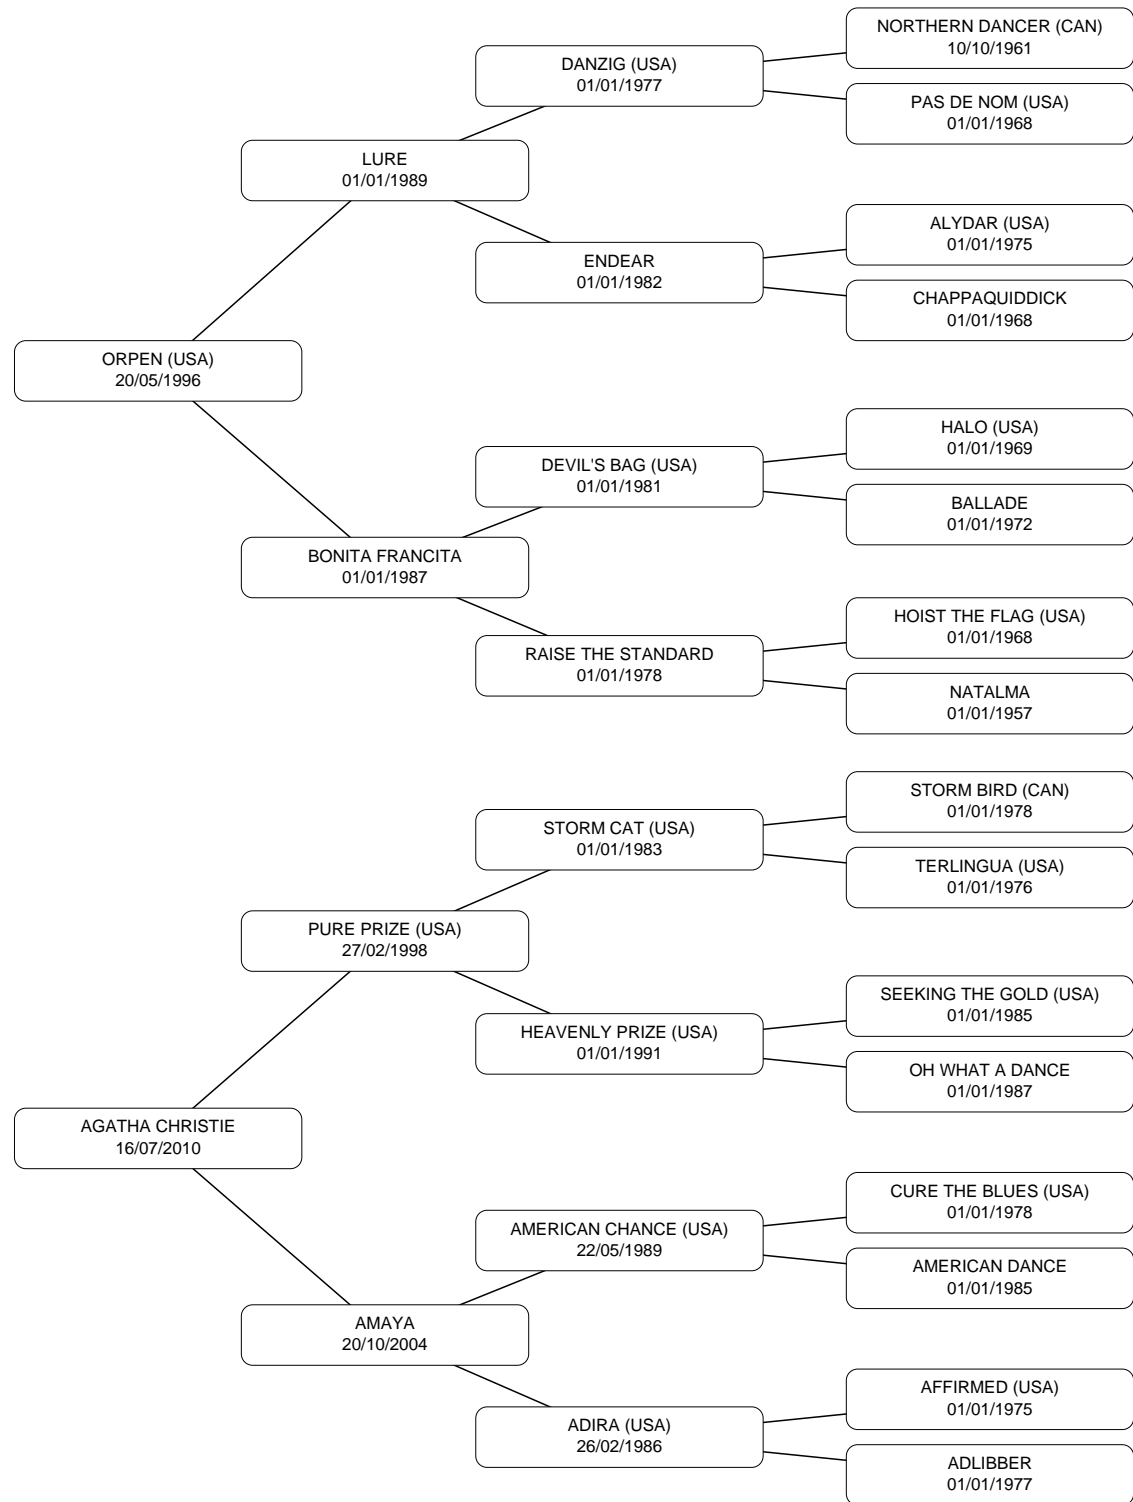 NORTHERN DANCER (CAN)
10/10/1961
DANZIG (USA)
01/01/1977
PAS DE NOM (USA)
01/01/1968
LURE
01/01/1989
ALYDAR (USA)
01/01/1975
ENDEAR
01/01/1982
CHAPPAQUIDDICK
01/01/1968
ORPEN (USA)
20/05/1996
HALO (USA)
01/01/1969
DEVIL'S BAG (USA)
01/01/1981
BALLADE
01/01/1972
BONITA FRANCITA
01/01/1987
HOIST THE FLAG (USA)
01/01/1968
RAISE THE STANDARD
01/01/1978
NATALMA
01/01/1957
STORM BIRD (CAN)
01/01/1978
STORM CAT (USA)
01/01/1983
TERLINGUA (USA)
01/01/1976
PURE PRIZE (USA)
27/02/1998
SEEKING THE GOLD (USA)
01/01/1985
HEAVENLY PRIZE (USA)
01/01/1991
OH WHAT A DANCE
01/01/1987
AGATHA CHRISTIE
16/07/2010
CURE THE BLUES (USA)
01/01/1978
AMERICAN CHANCE (USA)
22/05/1989
AMERICAN DANCE
01/01/1985
AMAYA
20/10/2004
AFFIRMED (USA)
01/01/1975
ADIRA (USA)
26/02/1986
ADLIBBER
01/01/1977